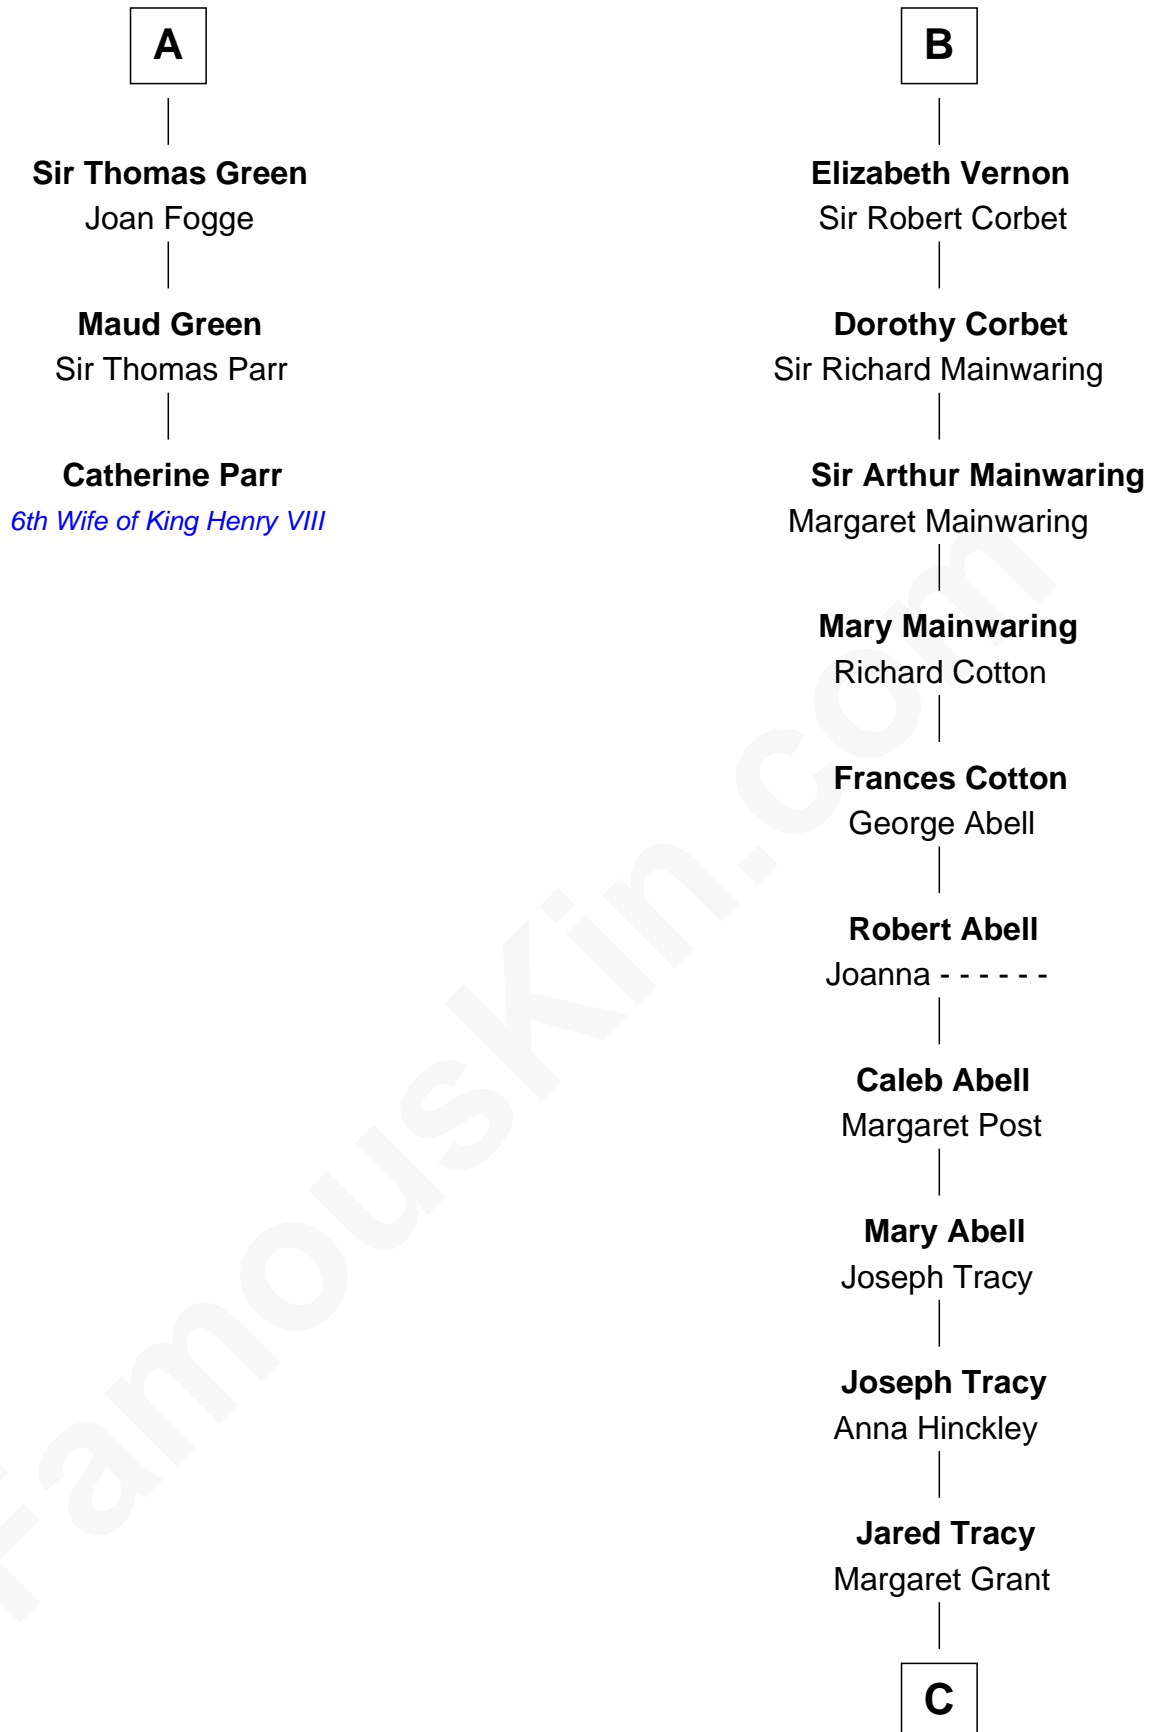 A
Sir Thomas Green
Joan Fogge
Maud Green
Sir Thomas Parr
Catherine Parr
6th Wife of King Henry VIII
B
Elizabeth Vernon
Sir Robert Corbet
Dorothy Corbet
Sir Richard Mainwaring
Sir Arthur Mainwaring
Margaret Mainwaring
Mary Mainwaring
Richard Cotton
Frances Cotton
George Abell
Robert Abell
Joanna - - - - - -
Caleb Abell
Margaret Post
Mary Abell
Joseph Tracy
Joseph Tracy
Anna Hinckley
Jared Tracy
Margaret Grant
C
FamousKin.com